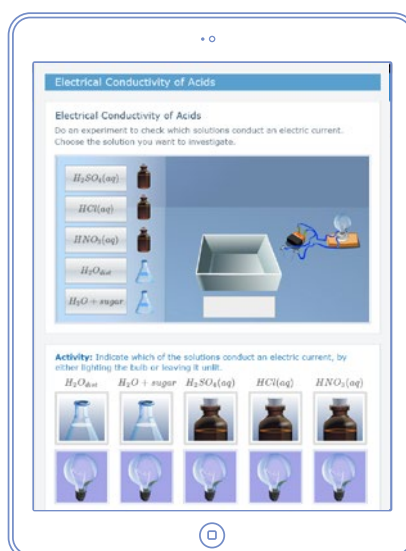 Electrical Conductivity of Acids
Electrical Conductivity of Acids
Do an experiment to check which solutions conduct an electric current.
Choose the solution you want to investigate.
H₂SO₄(aq)
HCl(aq)
HNO₃(aq)
H₂O_dist
H₂O + sugar
Activity: Indicate which of the solutions conduct an electric current, by
either lighting the bulb or leaving it unlit.
H₂O_dist H₂O + sugar H₂SO₄(aq) HCl(aq) HNO₃(aq)